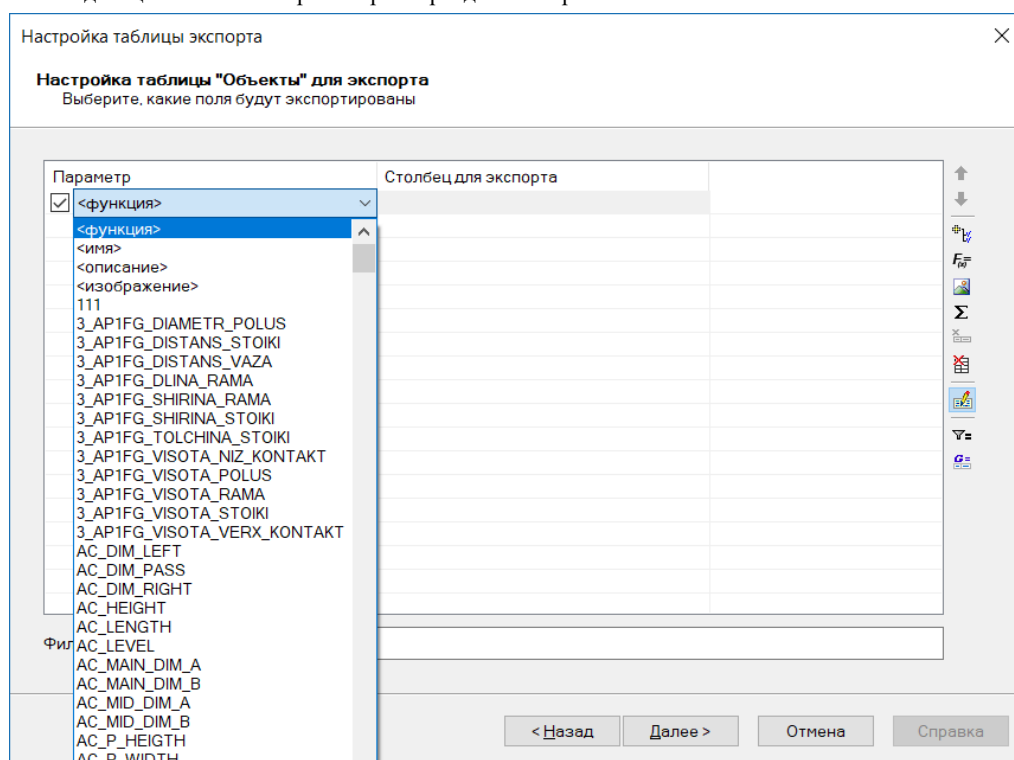 Настройка таблицы экспорта
Настройка таблицы "Объекты" для экспорта
Выберите, какие поля будут экспортированы
Параметр Столбец для экспорта
<функция>
<функция>
<имя>
<описание>
<изображение>
111
3_AP1FG_DIAMETR_POLUS
3_AP1FG_DISTANS_STOIKI
3_AP1FG_DISTANS_VAZA
3_AP1FG_DLINA_RAMA
3_AP1FG_SHIRINA_RAMA
3_AP1FG_SHIRINA_STOIKI
3_AP1FG_TOLCHINA_STOIKI
3_AP1FG_VISOTA_NIZ_KONTAKT
3_AP1FG_VISOTA_POLUS
3_AP1FG_VISOTA_RAMA
3_AP1FG_VISOTA_STOIKI
3_AP1FG_VISOTA_VERX_KONTAKT
AC_DIM_LEFT
AC_DIM_PASS
AC_DIM_RIGHT
AC_HEIGHT
AC_LENGTH
Фил AC_LEVEL
AC_MAIN_DIM_A
AC_MAIN_DIM_B
AC_MID_DIM_A
AC_MID_DIM_B
AC_P_HEIGTH
AC_P_WIDTH
< Назад Далее > Отмена Справка